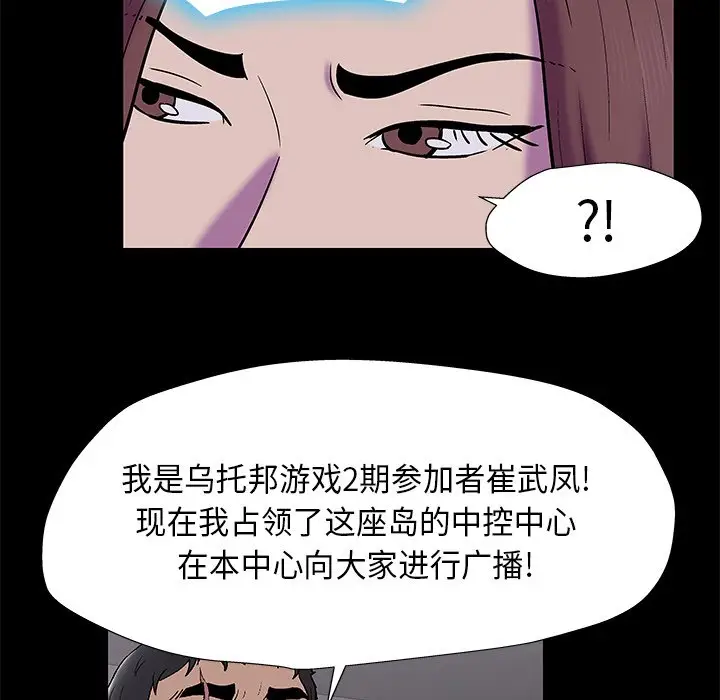 ?!
我是乌托邦游戏2期参加者崔武凤!
现在我占领了这座岛的中控中心
在本中心向大家进行广播!